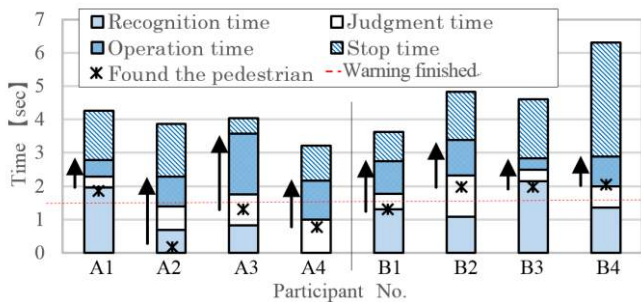 7
6
5
4
3
2
1
0
Time 【sec】
Recognition time
Judgment time
Operation time
Stop time
Found the pedestrian
Warning finished
A1 A2 A3 A4 B1 B2 B3 B4
Participant No.